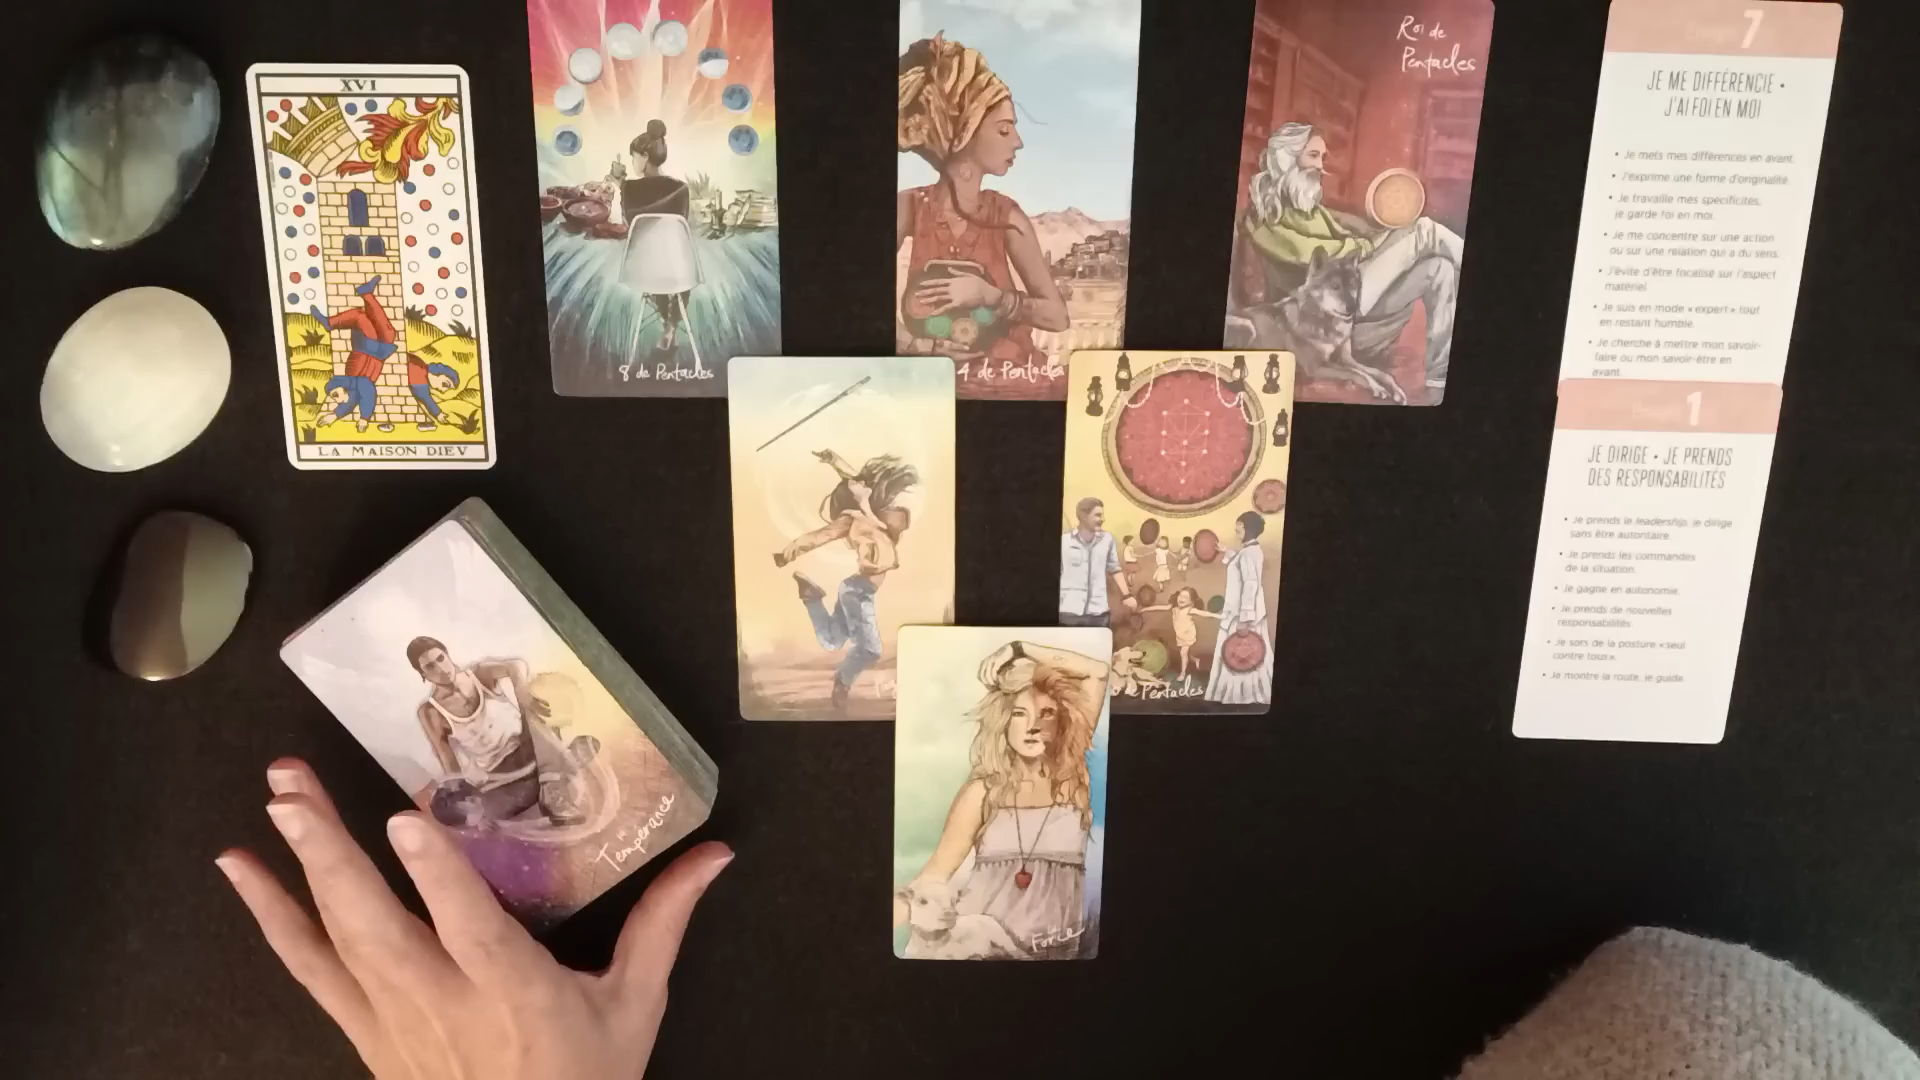 XVI
LA MAISON DIEV
8 de Pentacles
4 de Pentacles
Roi de
Pentacles
de Pentacles
la
Tempérance
la
Force
7
JE ME DIFFÉRENCIE •
J'AI FOI EN MOI
• Je mets mes différences en avant.
• J'exprime une forme d'originalité.
• Je travaille mes spécificités,
je garde foi en moi.
• Je me concentre sur une action
ou sur une relation qui a du sens.
• J'évite d'être focalisé sur l'aspect
matériel.
• Je suis en mode « expert » tout
en restant humble.
• Je cherche à mettre mon savoir-
faire ou mon savoir-être en
avant.
1
JE DIRIGE • JE PRENDS
DES RESPONSABILITÉS
• Je prends le leadership, je dirige
sans être autoritaire.
• Je prends les commandes
de la situation.
• Je gagne en autonomie.
• Je prends de nouvelles
responsabilités.
• Je sors de la posture « seul
contre tous ».
• Je montre la route, je guide.